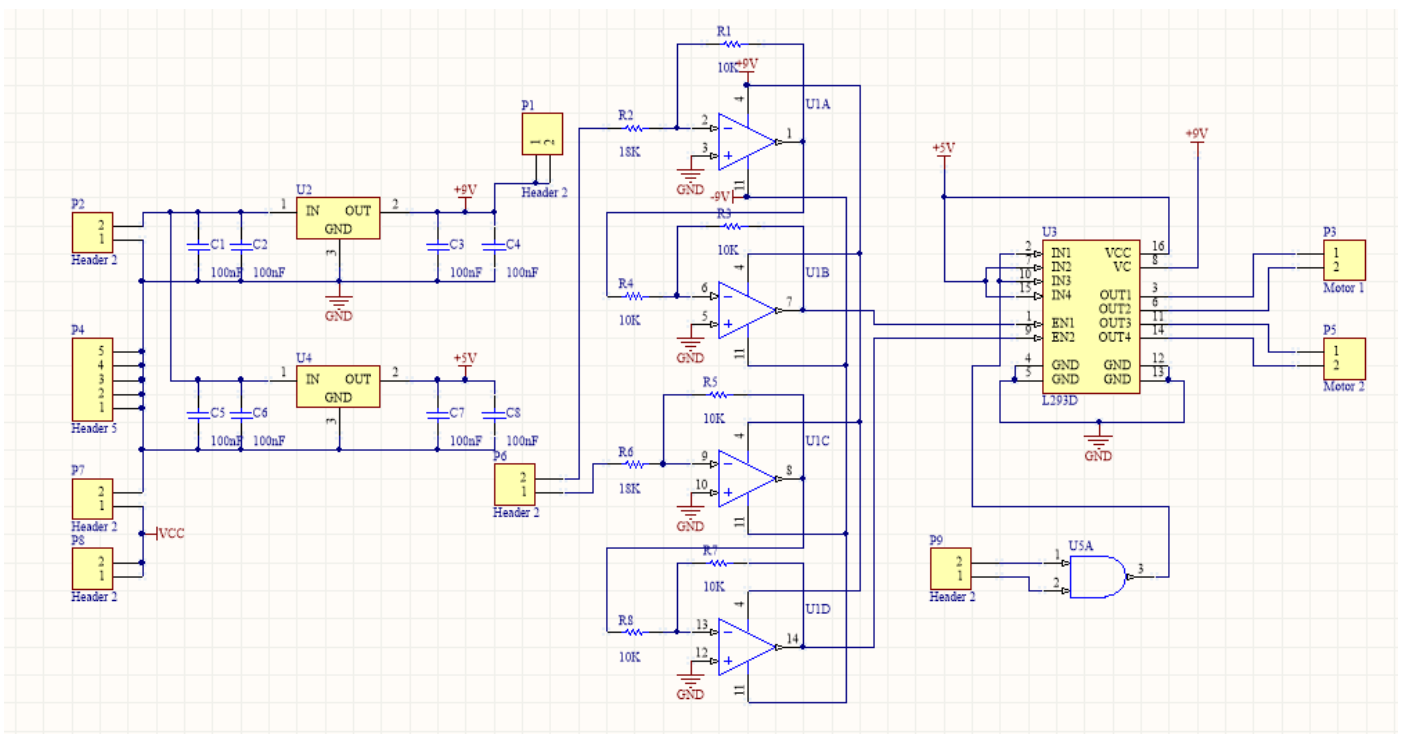 P2
2
1
Header 2
P4
5
4
3
2
1
Header 5
P7
2
1
Header 2
VCC
P8
2
1
Header 2
U2
1 IN OUT 2
GND
3
+9V
C1 C2 C3 C4
100nF 100nF 100nF 100nF
GND
P1
1
2
Header 2
U4
1 IN OUT 2
GND
3
+5V
C5 C6 C7 C8
100nF 100nF 100nF 100nF
P6
2
1
Header 2
R1
10K
+9V
R2
18K
U1A
4
2
3
1
11
GND
-9V
R3
10K
R4
10K
U1B
4
6
5
7
11
GND
R5
10K
R6
18K
U1C
4
9
10
8
11
GND
R7
10K
R8
10K
U1D
4
13
12
14
11
GND
+5V
+9V
U3
2 IN1 VCC 16
7 IN2 VC 8
10 IN3
15 IN4 OUT1 3
OUT2 6
1 EN1 OUT3 11
9 EN2 OUT4 14
4 GND GND 12
5 GND GND 13
L293D
GND
P3
1
2
Motor 1
P5
1
2
Motor 2
P9
2
1
Header 2
U5A
1
2
3